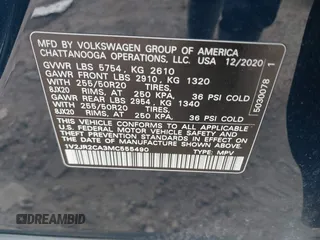 MFD BY VOLKSWAGEN GROUP OF AMERICA
CHATTANOOGA OPERATIONS, LLC. USA 12/2020
GVWR LBS 5754, KG 2610
GAWR FRONT LBS 2910, KG 1320
255/50R20 TIRES,
8JX20 RIMS, AT 250 KPA, 36 PSI COLD
GAWR REAR LBS 2954, KG 1340
255/50R20 TIRES,
8JX20 RIMS, AT 250 KPA, 36 PSI COLD
THIS VEHICLE CONFORMS TO ALL APPLICABLE
FEDERAL MOTOR VEHICLE SAFETY, BUMPER,
AND THEFT PREVENTION STANDARDS IN EFFECT
ON THE DATE OF MANUFACTURE SHOWN ABOVE.
1V2JR2CA3MC555490 TYPE: MPV
5030078
1
DREAMBID